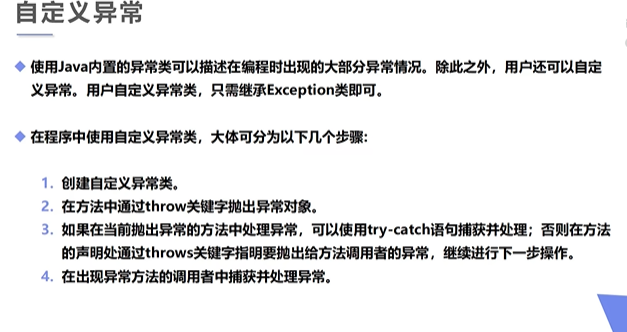 自定义异常
使用Java内置的异常类可以描述在编程时出现的大部分异常情况。除此之外，用户还可以自定
义异常。用户自定义异常类，只需继承Exception类即可。
在程序中使用自定义异常类，大体可分为以下几个步骤：
1. 创建自定义异常类。
2. 在方法中通过throw关键字抛出异常对象。
3. 如果在当前抛出异常的方法中处理异常，可以使用try-catch语句捕获并处理；否则在方法
的声明处通过throws关键字指明要抛出给方法调用者的异常，继续进行下一步操作。
4. 在出现异常方法的调用者中捕获并处理异常。